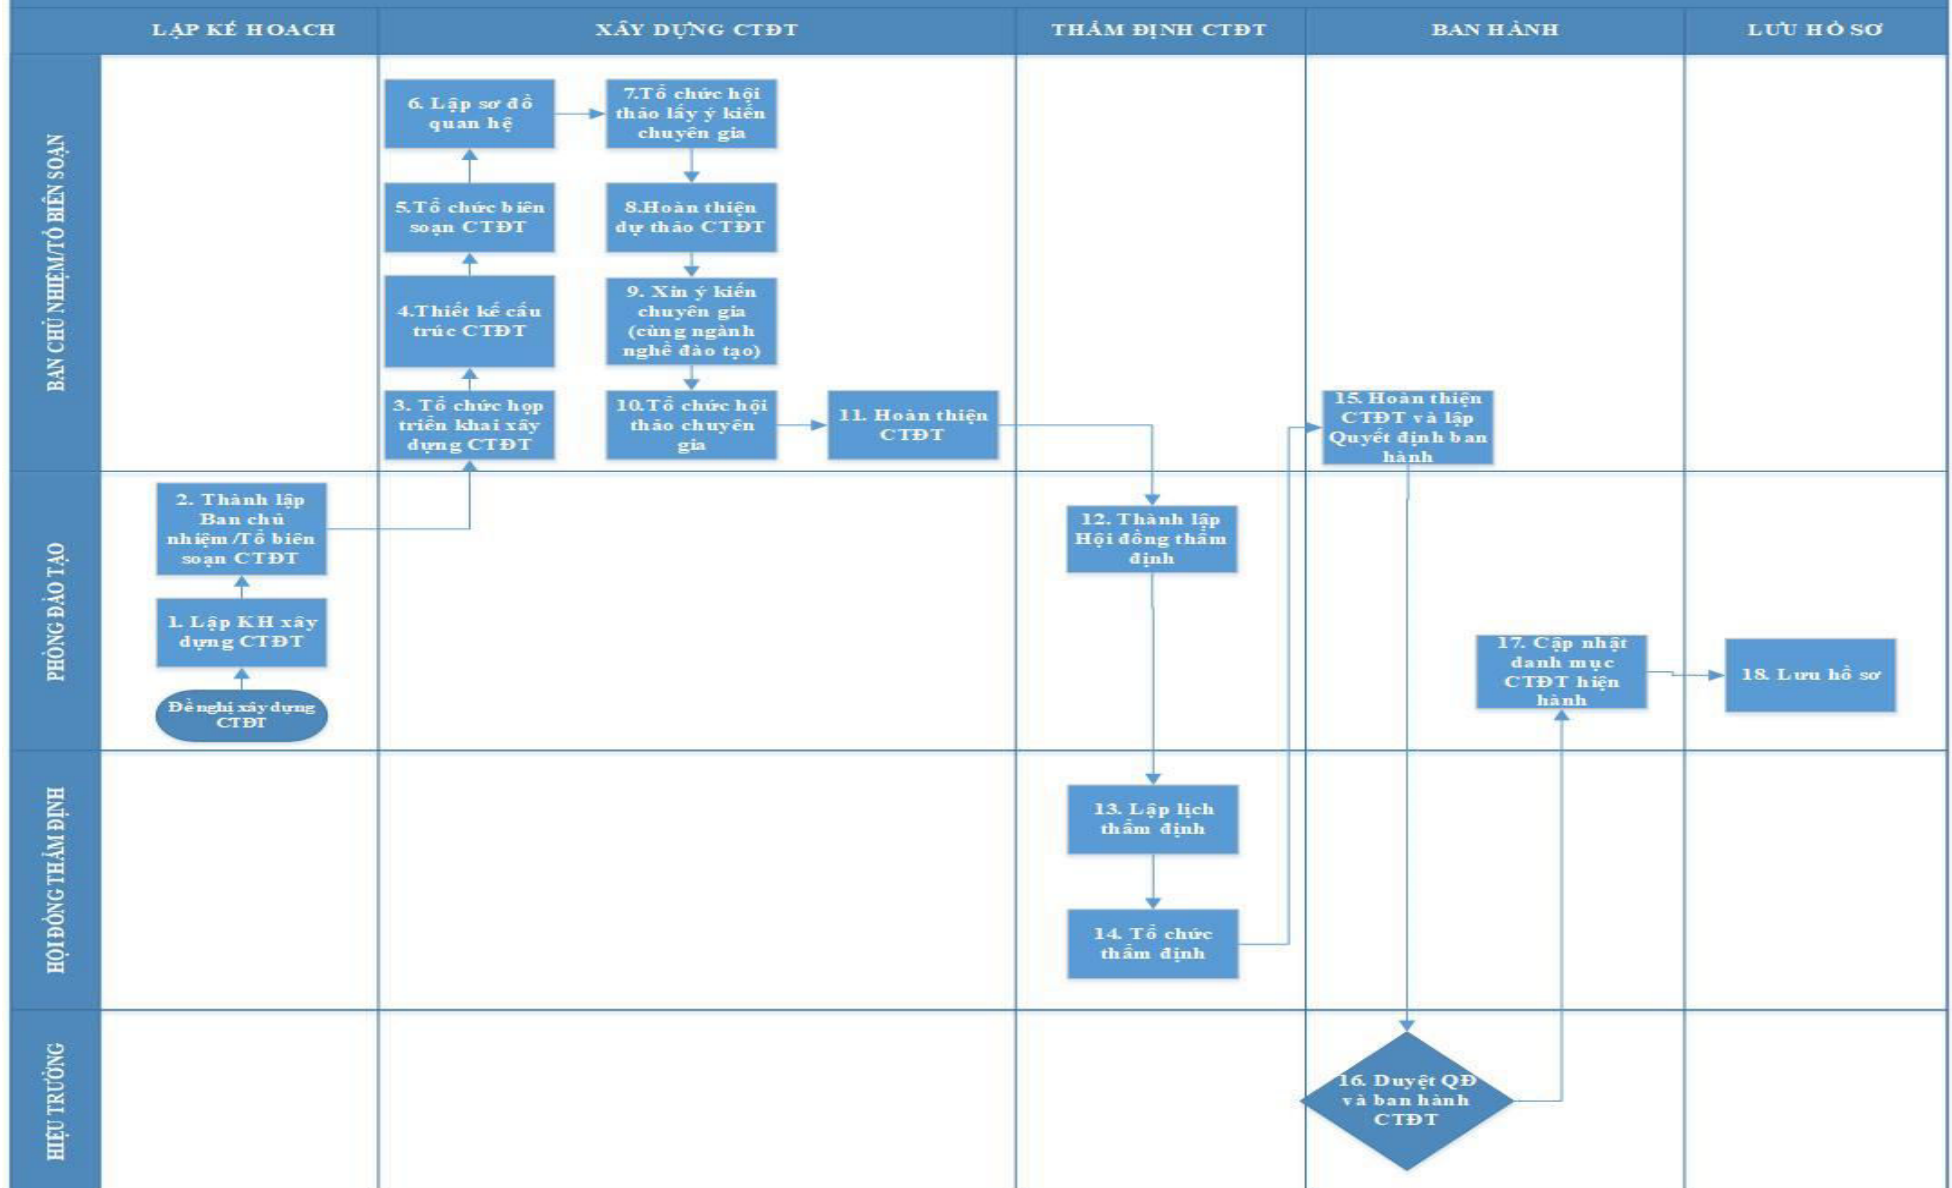 LẬP KẾ HOẠCH
XÂY DỰNG CTĐT
THẨM ĐỊNH CTĐT
BAN HÀNH
LƯU HỒ SƠ
BAN CHỦ NHIỆM/TỔ BIÊN SOẠN
6. Lập sơ đồ
quan hệ
7.Tổ chức hội
thảo lấy ý kiến
chuyên gia
5.Tổ chức biên
soạn CTĐT
8.Hoàn thiện
dự thảo CTĐT
4.Thiết kế cấu
trúc CTĐT
9. Xin ý kiến
chuyên gia
(cùng ngành
nghề đào tạo)
3. Tổ chức họp
triển khai xây
dựng CTĐT
10.Tổ chức hội
thảo chuyên
gia
11. Hoàn thiện
CTĐT
15. Hoàn thiện
CTĐT và lập
Quyết định ban
hành
PHÒNG ĐÀO TẠO
2. Thành lập
Ban chủ
nhiệm/Tổ biên
soạn CTĐT
1. Lập KH xây
dựng CTĐT
Đề nghị xây dựng
CTĐT
12. Thành lập
Hội đồng thẩm
định
17. Cập nhật
danh mục
CTĐT hiện
hành
18. Lưu hồ sơ
HỘI ĐỒNG THẨM ĐỊNH
13. Lập lịch
thẩm định
14. Tổ chức
thẩm định
HIỆU TRƯỞNG
16. Duyệt QĐ
và ban hành
CTĐT